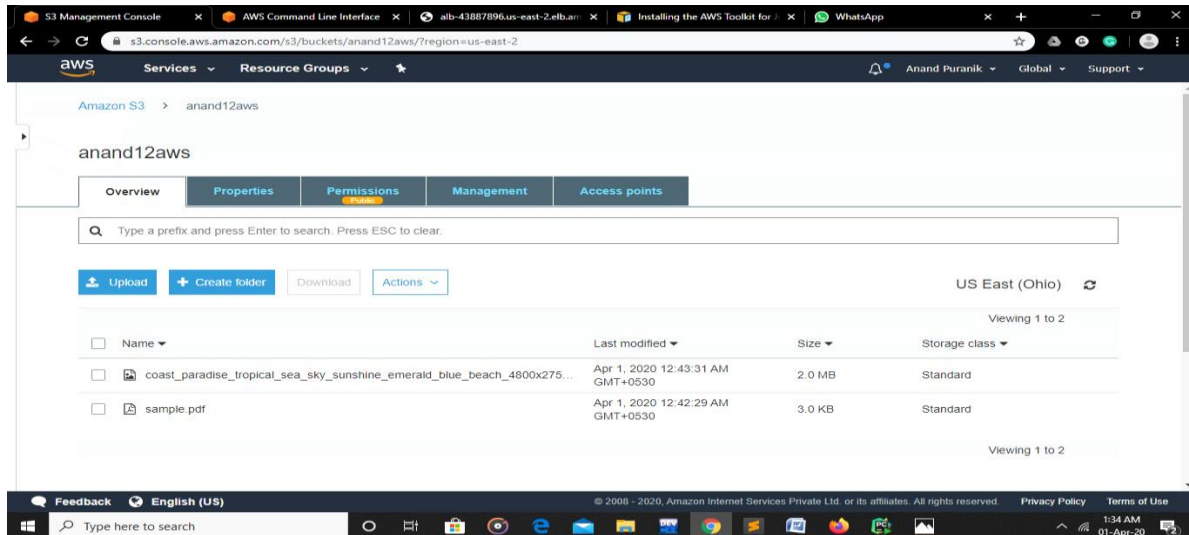 S3 Management Console AWS Command Line Interface alb-43887896.us-east-2.elb.am Installing the AWS Toolkit for WhatsApp
s3.console.aws.amazon.com/s3/buckets/anand12aws/?region=us-east-2
aws Services Resource Groups Anand Puranik Global Support
Amazon S3 > anand12aws
anand12aws
Overview Properties Permissions Management Access points
Public
Type a prefix and press Enter to search. Press ESC to clear.
Upload + Create folder Download Actions US East (Ohio)
Viewing 1 to 2
Name Last modified Size Storage class
coast_paradise_tropical_sea_sky_sunshine_emerald_blue_beach_4800x275... Apr 1, 2020 12:43:31 AM 2.0 MB Standard
GMT+0530
sample.pdf Apr 1, 2020 12:42:29 AM 3.0 KB Standard
GMT+0530
Viewing 1 to 2
Feedback English (US) © 2008 - 2020, Amazon Internet Services Private Ltd. or its affiliates. All rights reserved. Privacy Policy Terms of Use
Type here to search DEV PC 1:34 AM
01-Apr-20 2